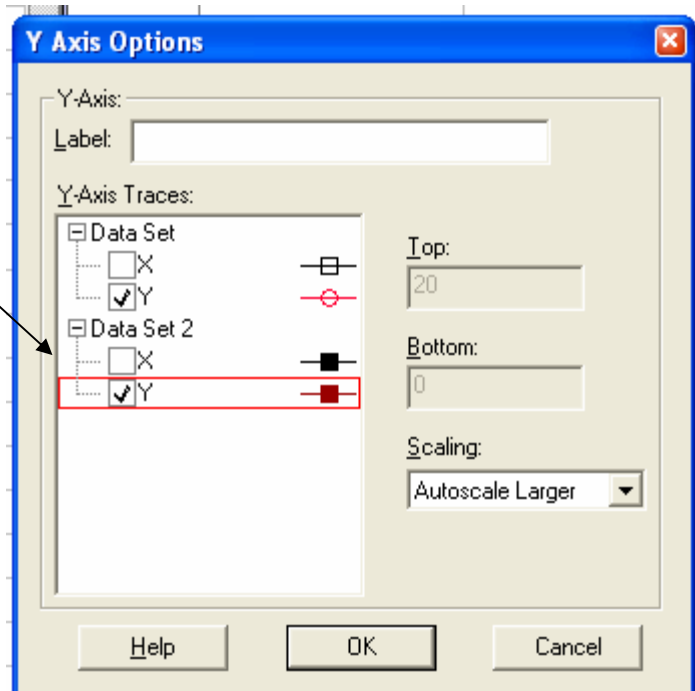 Y Axis Options
Y-Axis:
Label:
Y-Axis Traces:
Data Set
X
Y
Data Set 2
X
Y
Top:
20
Bottom:
0
Scaling:
Autoscale Larger
Help
OK
Cancel